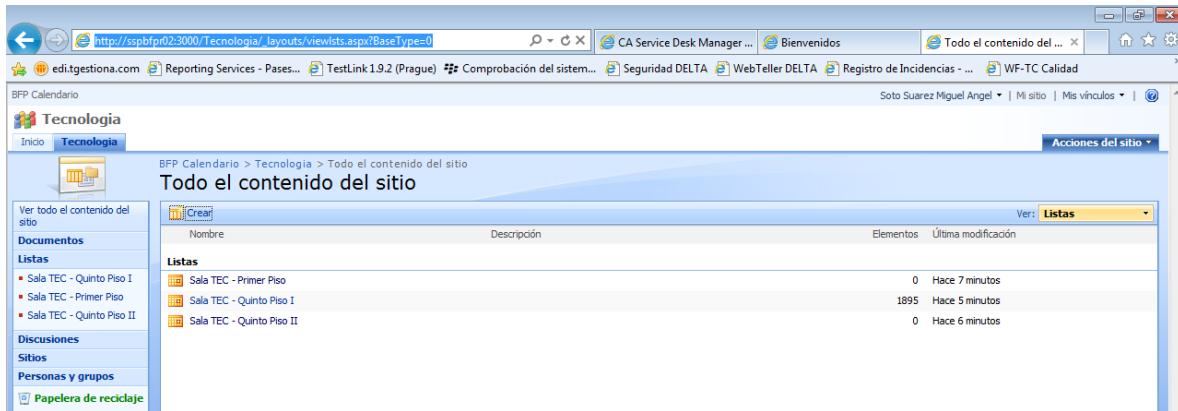 http://sspbfpr02:3000/Tecnologia/_layouts/viewlsts.aspx?BaseType=0
CA Service Desk Manager ...
Bienvenidos
Todo el contenido del ...
edi.tgestiona.com
Reporting Services - Pases...
TestLink 1.9.2 (Prague)
Comprobación del sistem...
Seguridad DELTA
WebTeller DELTA
Registro de Incidencias - ...
WF-TC Calidad
BFP Calendario
Soto Suarez Miguel Angel | Mi sitio | Mis vínculos |
Tecnologia
Inicio
Tecnologia
Acciones del sitio
BFP Calendario > Tecnologia > Todo el contenido del sitio
Todo el contenido del sitio
Ver todo el contenido del
sitio
Documentos
Listas
Sala TEC - Quinto Piso I
Sala TEC - Primer Piso
Sala TEC - Quinto Piso II
Discusiones
Sitios
Personas y grupos
Papelera de reciclaje
Crear
Ver: Listas
Nombre Descripción Elementos Última modificación
Listas
Sala TEC - Primer Piso 0 Hace 7 minutos
Sala TEC - Quinto Piso I 1895 Hace 5 minutos
Sala TEC - Quinto Piso II 0 Hace 6 minutos